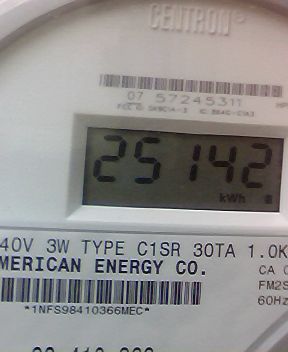 CENTRON®
07 57245311
25142
kWh
40V 3W TYPE C1SR 30TA 1.0K
MERICAN ENERGY CO.
CA
FM2S
60Hz
*1NFS98410366MEC*